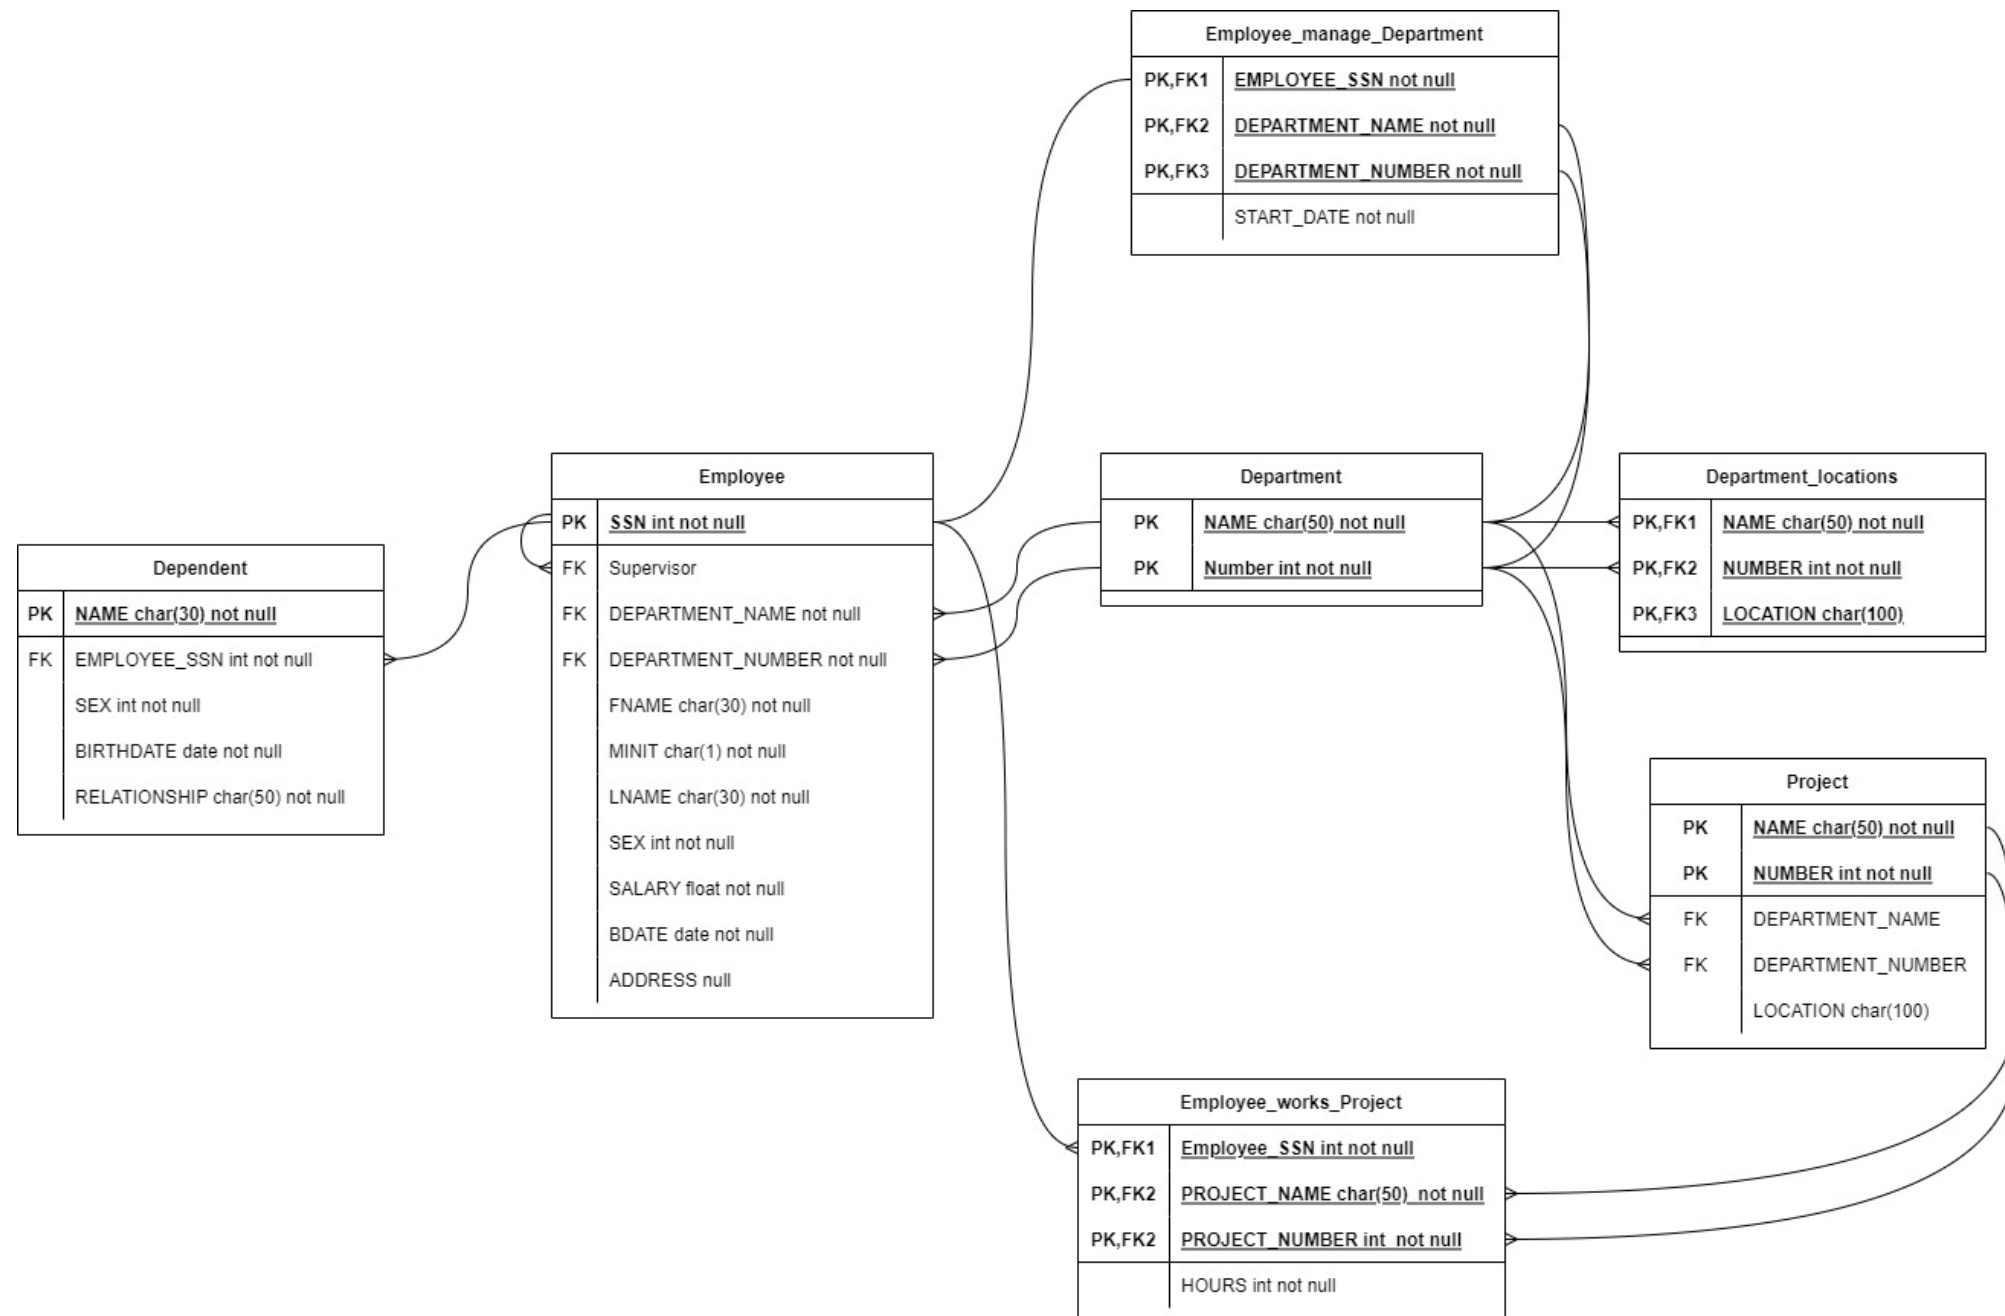 Employee_manage_Department
PK,FK1 EMPLOYEE_SSN not null
PK,FK2 DEPARTMENT_NAME not null
PK,FK3 DEPARTMENT_NUMBER not null
START_DATE not null
Dependent
PK NAME char(30) not null
FK EMPLOYEE_SSN int not null
SEX int not null
BIRTHDATE date not null
RELATIONSHIP char(50) not null
Employee
PK SSN int not null
FK Supervisor
FK DEPARTMENT_NAME not null
FK DEPARTMENT_NUMBER not null
FNAME char(30) not null
MINIT char(1) not null
LNAME char(30) not null
SEX int not null
SALARY float not null
BDATE date not null
ADDRESS null
Department
PK NAME char(50) not null
PK Number int not null
Department_locations
PK,FK1 NAME char(50) not null
PK,FK2 NUMBER int not null
PK,FK3 LOCATION char(100)
Project
PK NAME char(50) not null
PK NUMBER int not null
FK DEPARTMENT_NAME
FK DEPARTMENT_NUMBER
LOCATION char(100)
Employee_works_Project
PK,FK1 Employee_SSN int not null
PK,FK2 PROJECT_NAME char(50) not null
PK,FK2 PROJECT_NUMBER int not null
HOURS int not null